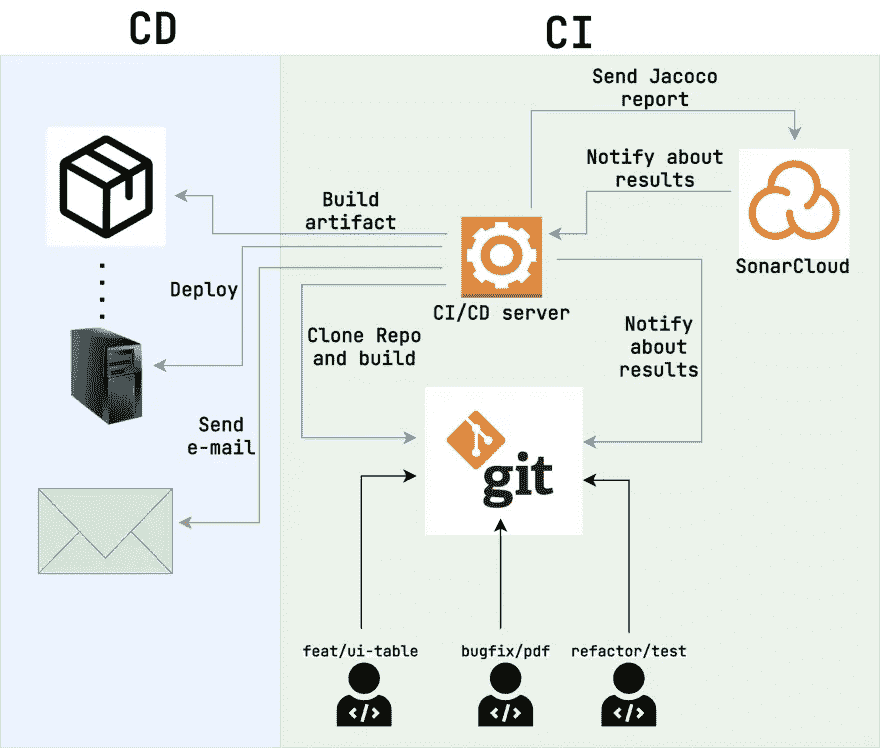 CD
CI
Send Jacoco
report
Notify about
results
Build
artifact
SonarCloud
Deploy
CI/CD server
Clone Repo
and build
Notify
about
results
Send
e-mail
git
feat/ui-table
bugfix/pdf
refactor/test
</>
</>
</>